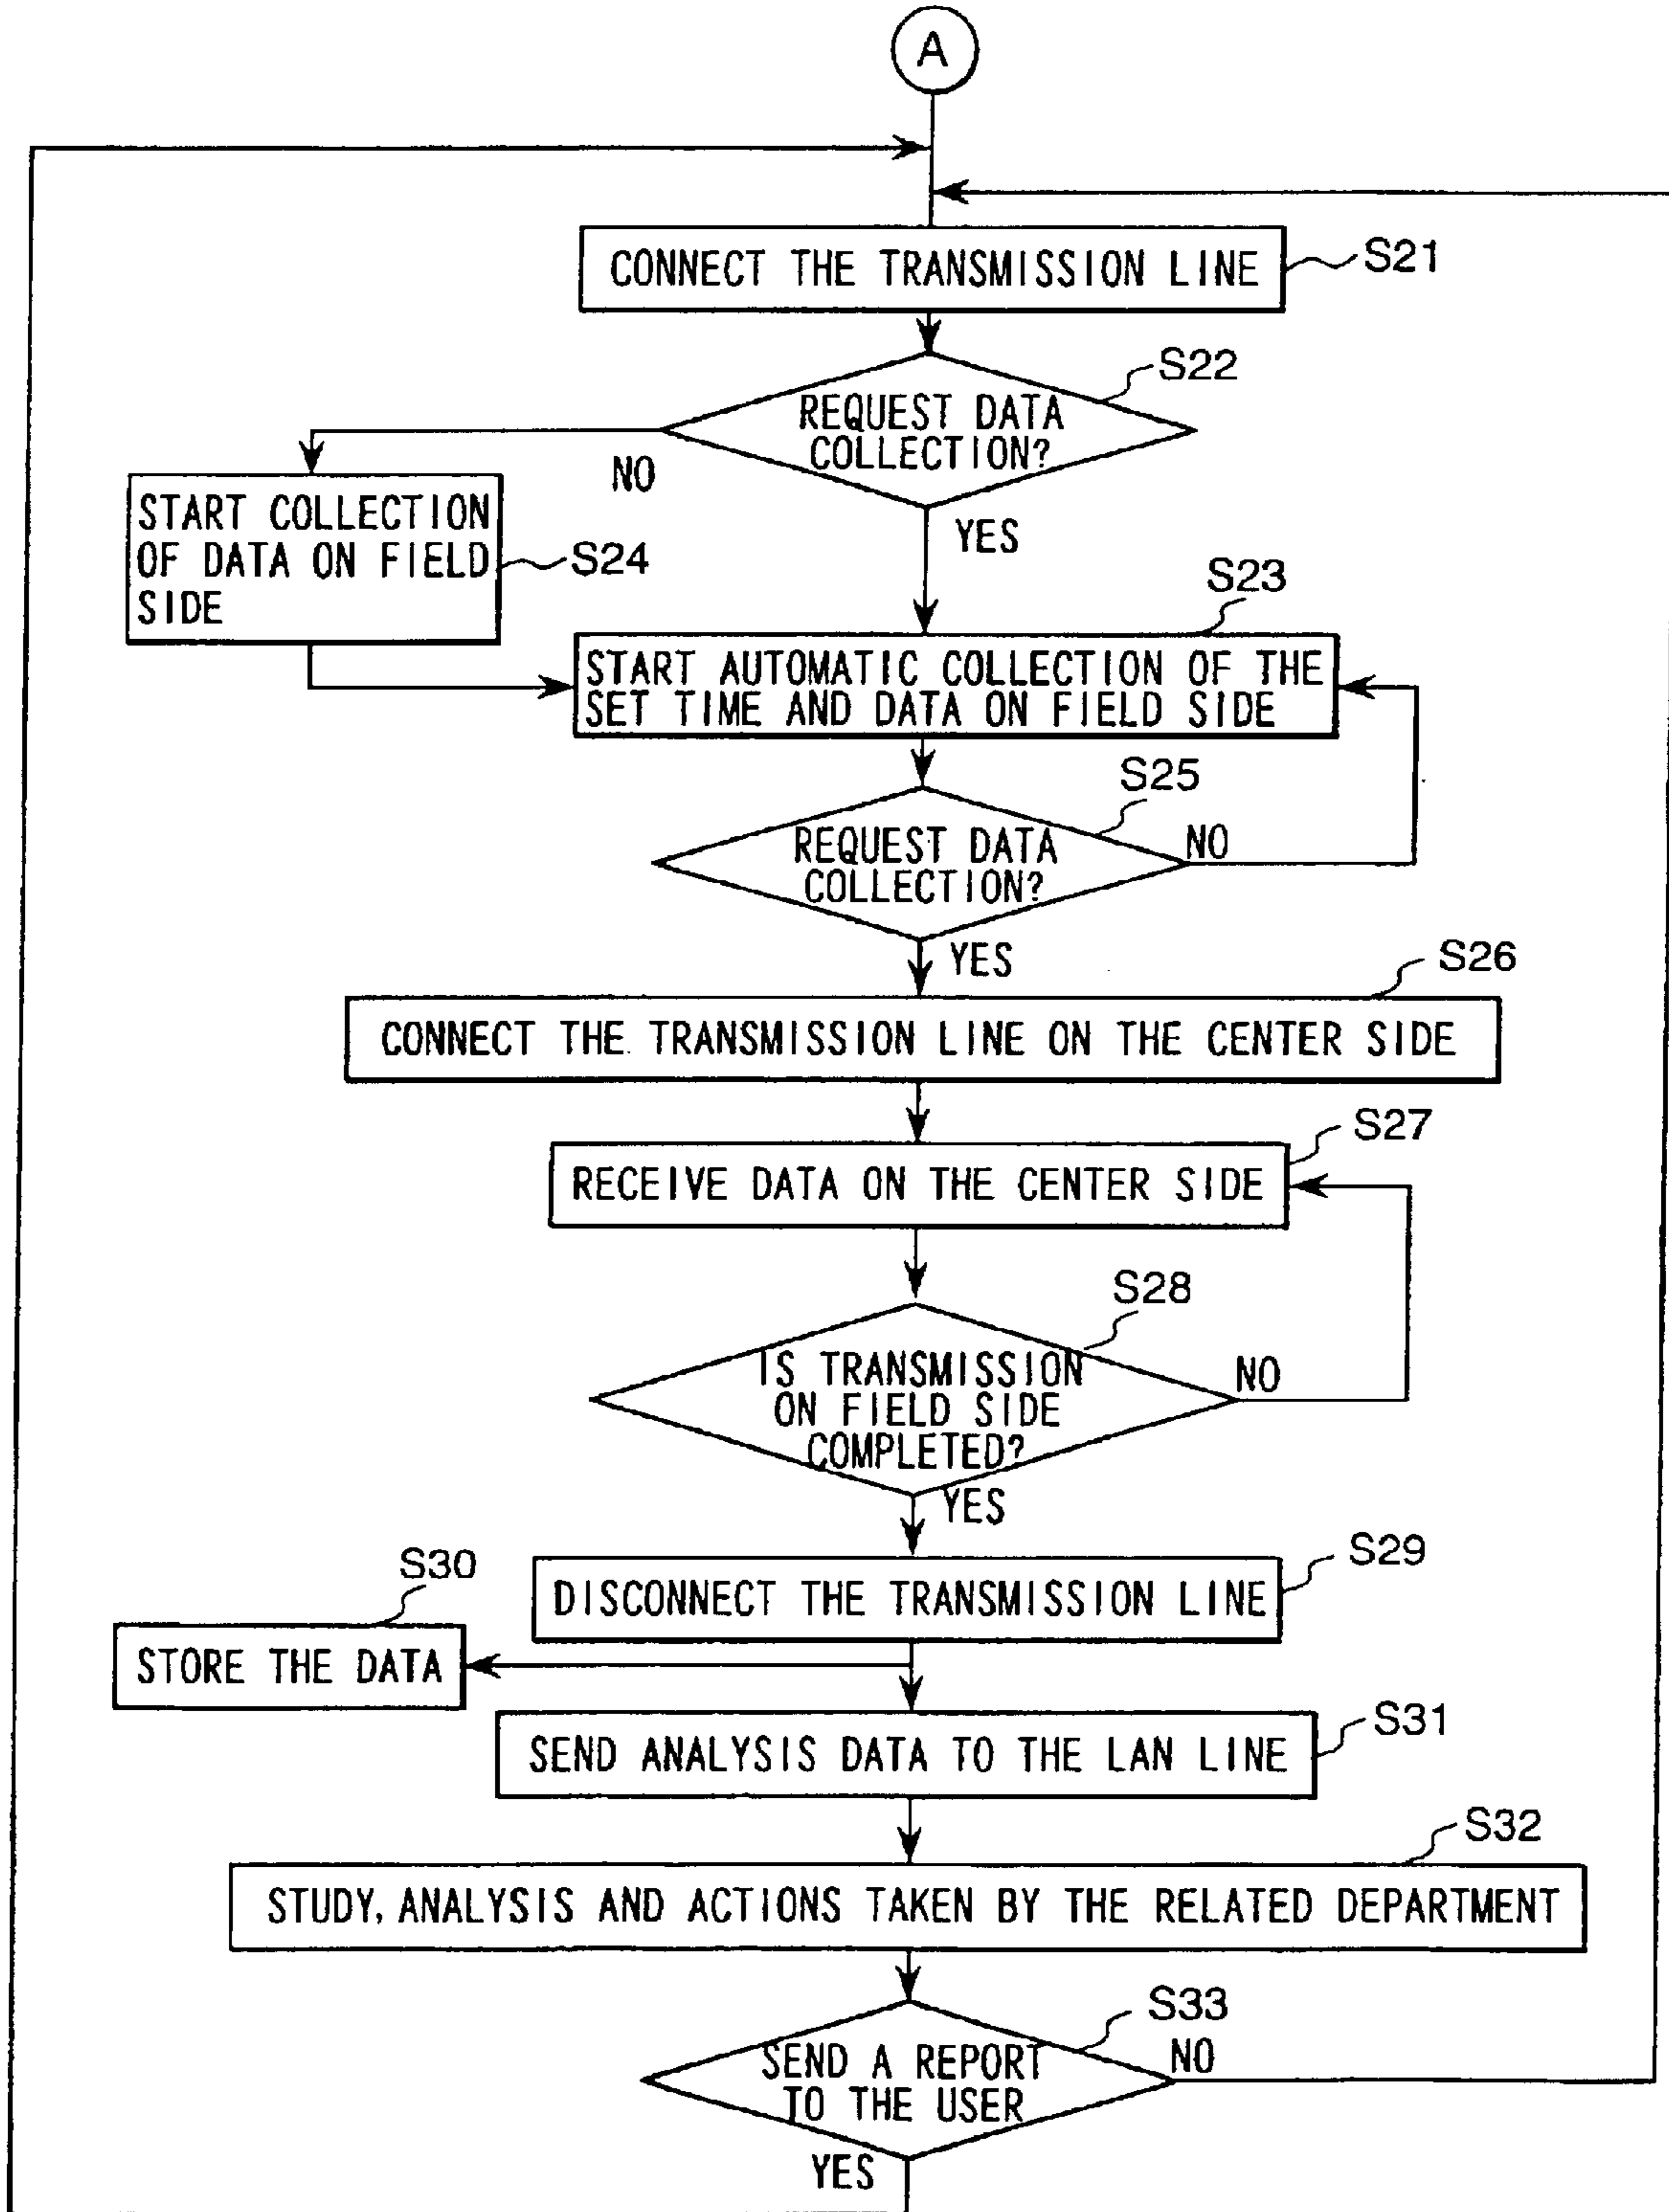 A
CONNECT THE TRANSMISSION LINE
S21
S22
REQUEST DATA
COLLECTION?
NO
YES
START COLLECTION
OF DATA ON FIELD
SIDE
S24
S23
START AUTOMATIC COLLECTION OF THE
SET TIME AND DATA ON FIELD SIDE
S25
REQUEST DATA
COLLECTION?
NO
YES
S26
CONNECT THE TRANSMISSION LINE ON THE CENTER SIDE
S27
RECEIVE DATA ON THE CENTER SIDE
S28
IS TRANSMISSION
ON FIELD SIDE
COMPLETED?
NO
YES
S29
DISCONNECT THE TRANSMISSION LINE
S30
STORE THE DATA
S31
SEND ANALYSIS DATA TO THE LAN LINE
S32
STUDY, ANALYSIS AND ACTIONS TAKEN BY THE RELATED DEPARTMENT
S33
SEND A REPORT
TO THE USER
NO
YES